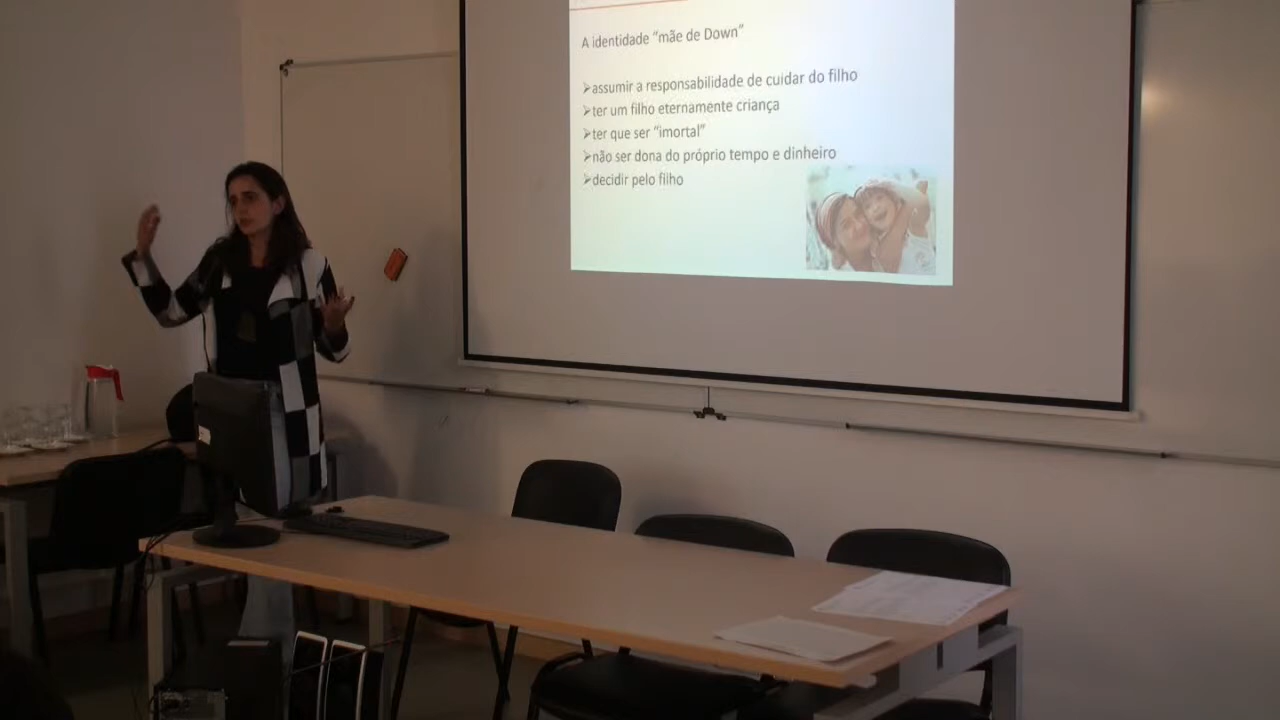 A identidade “mãe de Down”
➢assumir a responsabilidade de cuidar do filho
➢ter um filho eternamente criança
➢ter que ser “imortal”
➢não ser dona do próprio tempo e dinheiro
➢decidir pelo filho